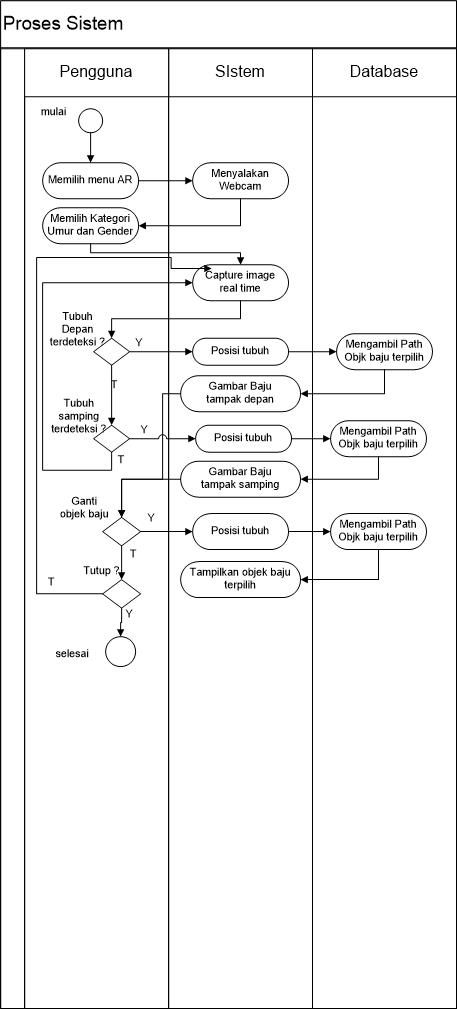 Proses Sistem
Pengguna
SIstem
Database
mulai
Memilih menu AR
Menyalakan
Webcam
Memilih Kategori
Umur dan Gender
Capture image
real time
Tubuh
Depan
terdeteksi ?
Y
T
Posisi tubuh
Mengambil Path
Objk baju terpilih
Gambar Baju
tampak depan
Tubuh
samping
terdeteksi ?
Y
T
Posisi tubuh
Mengambil Path
Objk baju terpilih
Gambar Baju
tampak samping
Ganti
objek baju
Y
T
Posisi tubuh
Mengambil Path
Objk baju terpilih
Tutup ?
T
Y
Tampilkan objek baju
terpilih
selesai